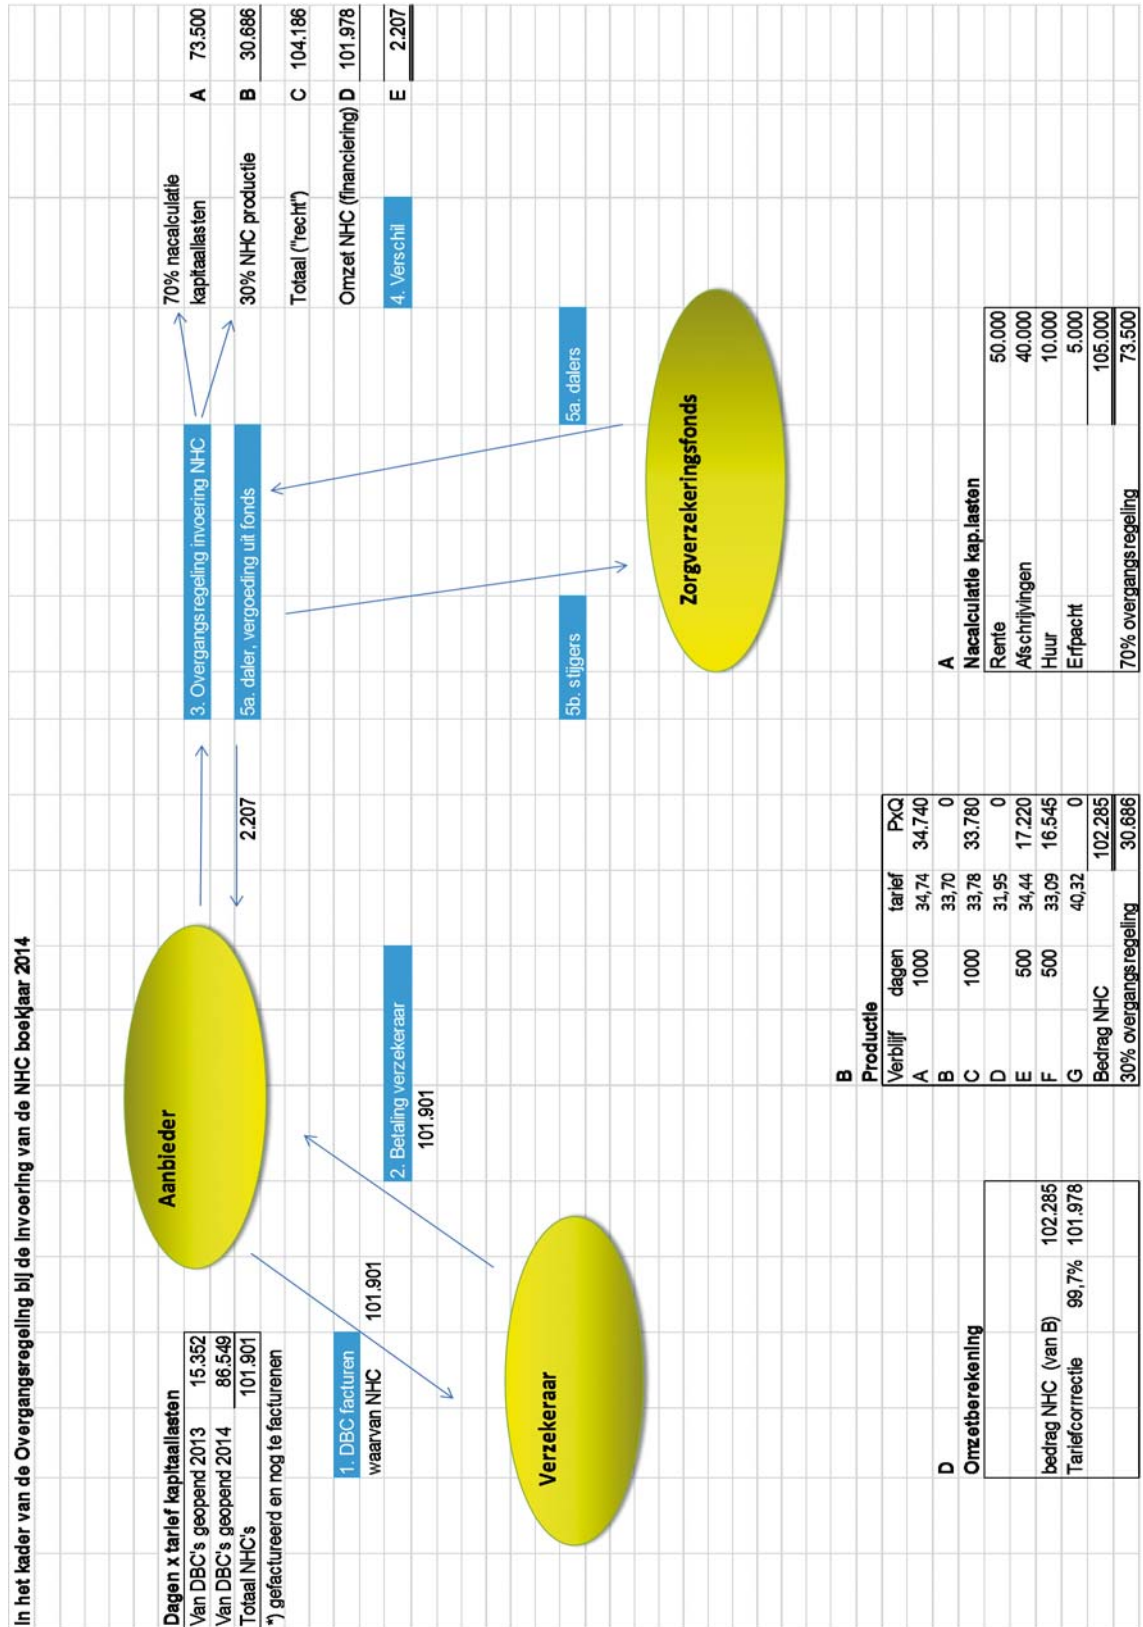 In het kader van de Overgangsregeling bij de invoering van de NHC boekjaar 2014
Dagen x tarief kapitaallasten
Van DBC's geopend 2013 15.352
Van DBC's geopend 2014 86.549
Totaal NHC's 101.901
*) gefactureerd en nog te facturenen
Aanbieder
2.207
3. Overgangsregeling invoering NHC
5a. daler, vergoeding uit fonds
70% nacalculatie
kapitaallasten A 73.500
30% NHC productie B 30.686
Totaal ("recht") C 104.186
Omzet NHC (financiering) D 101.978
4. Verschil E 2.207
1. DBC facturen
waarvan NHC 101.901
2. Betaling verzekeraar
101.901
Verzekeraar
5b. stijgers
5a. dalers
Zorgverzekeringsfonds
D
Omzetberekening
bedrag NHC (van B) 102.285
Tariefcorrrectie 99,7% 101.978
B
Productie
Verblijf dagen tarief PxQ
A 1000 34,74 34.740
B 33,70 0
C 1000 33,78 33.780
D 31,95 0
E 500 34,44 17.220
F 500 33,09 16.545
G 40,32 0
Bedrag NHC 102.285
30% overgangsregeling 30.686
A
Nacalculatie kap.lasten
Rente 50.000
Afschrijvingen 40.000
Huur 10.000
Erfpacht 5.000
105.000
70% overgangsregeling 73.500